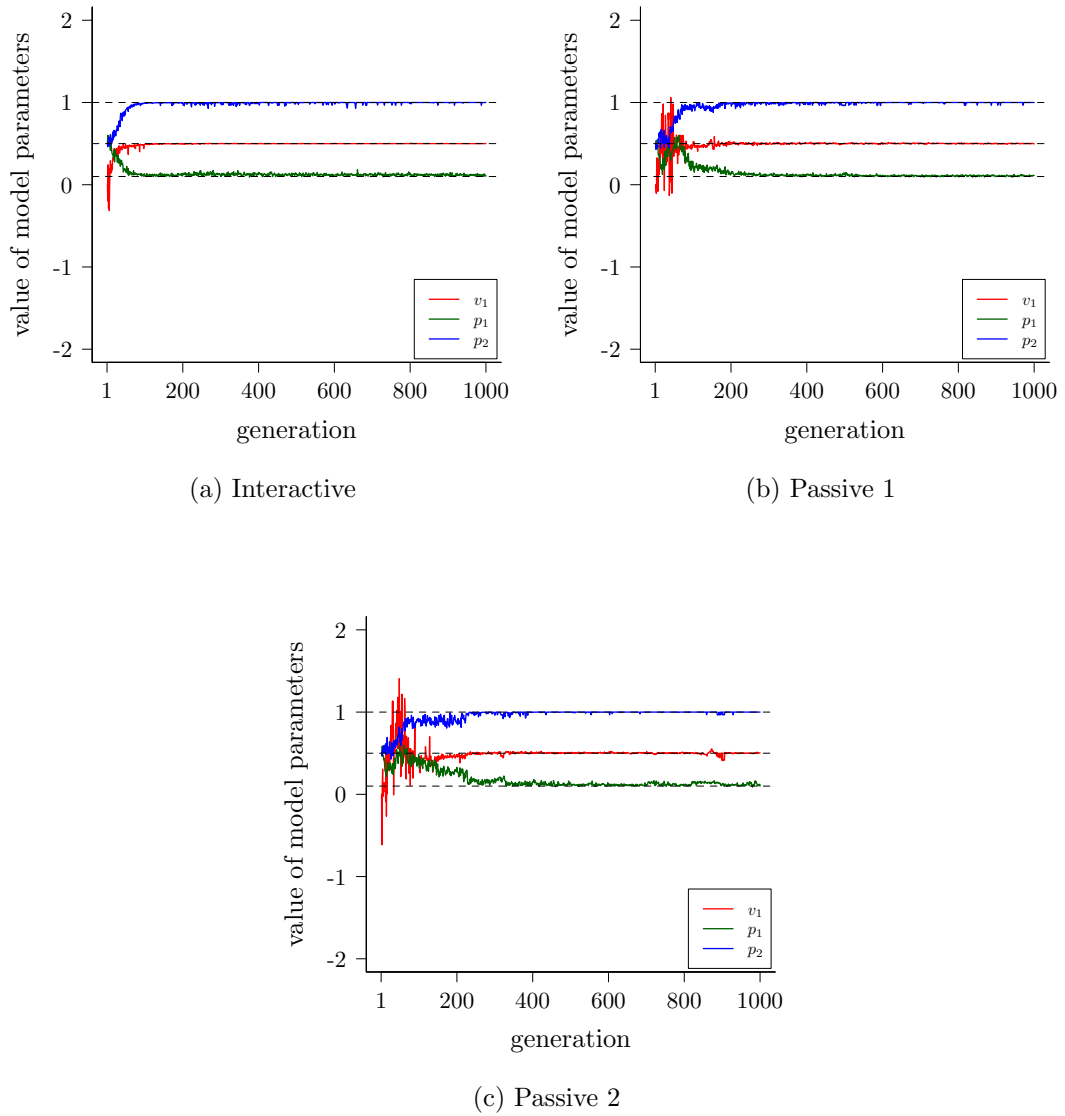 value of model parameters
2
1
0
-1
-2
v₁
p₁
p₂
1 200 400 600 800 1000
generation
(a) Interactive
value of model parameters
2
1
0
-1
-2
v₁
p₁
p₂
1 200 400 600 800 1000
generation
(b) Passive 1
value of model parameters
2
1
0
-1
-2
v₁
p₁
p₂
1 200 400 600 800 1000
generation
(c) Passive 2